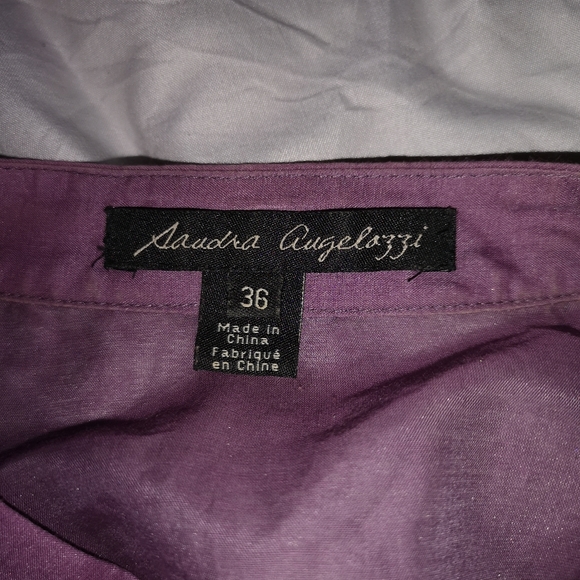 Sandra Angelozzi
36
Made in
China
Fabriqué
en Chine